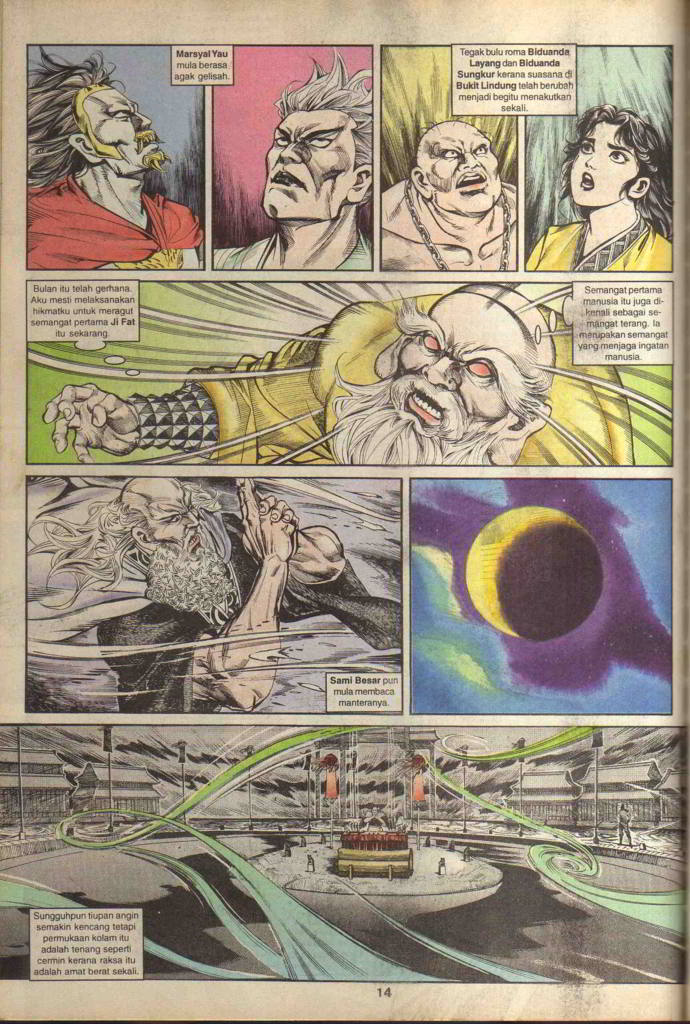 Marsyal Yau
mula berasa
agak gelisah.
Tegak bulu roma Biduanda
Layang dan Biduanda
Sungkur kerana suasana di
Bukit Lindung telah berubah
menjadi begitu menakutkan
sekali.
Bulan itu telah gerhana.
Aku mesti melaksanakan
hikmatku untuk meragut
semangat pertama Ji Fat
itu sekarang.
Semangat pertama
manusia itu juga di-
kenali sebagai se-
mangat terang. Ia
merupakan semangat
yang menjaga ingatan
manusia.
Sami Besar pun
mula membaca
manteranya.
Sungguhpun tiupan angin
semakin kencang tetapi
permukaan kolam itu
adalah tenang seperti
cermin kerana raksa itu
adalah amat berat sekali.
14